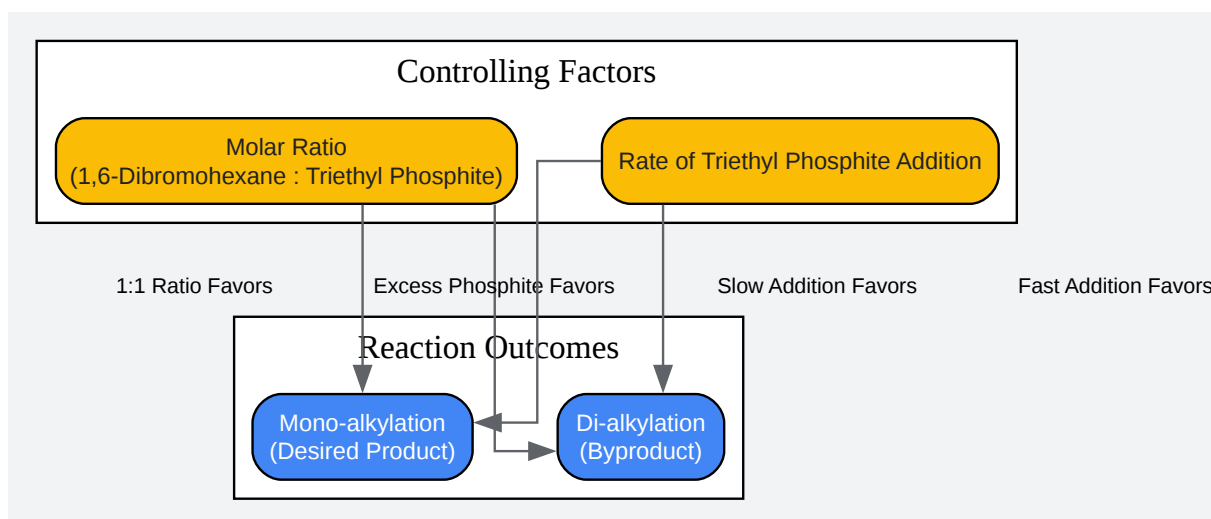 Controlling Factors
Molar Ratio
(1,6-Dibromohexane : Triethyl Phosphite)
Rate of Triethyl Phosphite Addition
1:1 Ratio Favors
Excess Phosphite Favors
Slow Addition Favors
Fast Addition Favors
Reaction Outcomes
Mono-alkylation
(Desired Product)
Di-alkylation
(Byproduct)